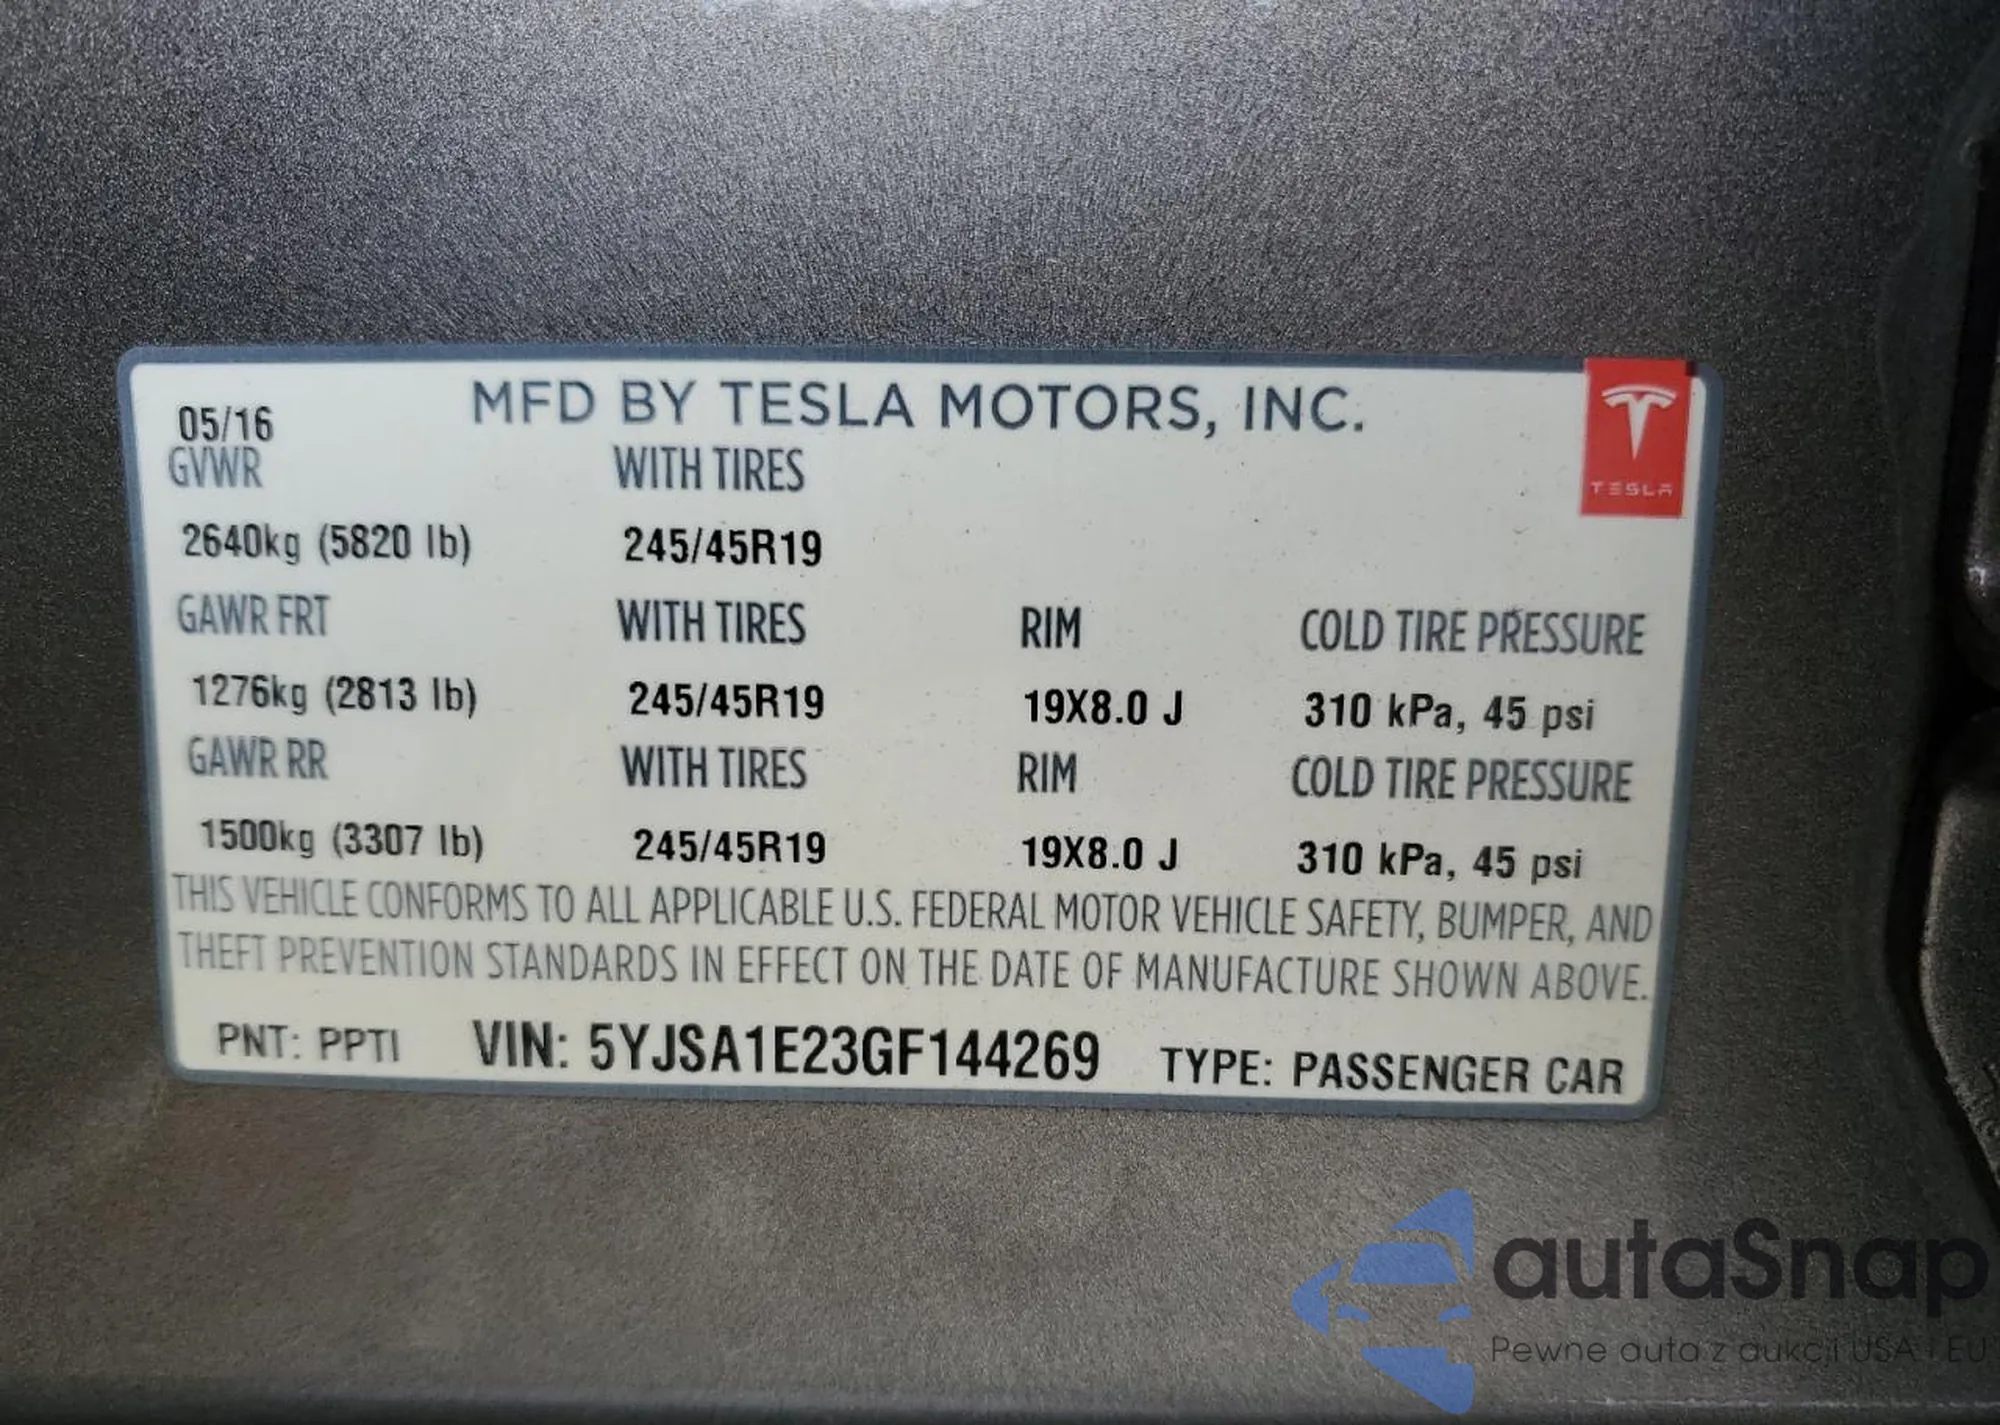 05/16 MFD BY TESLA MOTORS, INC.
TESLA
GVWR WITH TIRES
2640kg (5820 lb) 245/45R19
GAWR FRT WITH TIRES RIM COLD TIRE PRESSURE
1276kg (2813 lb) 245/45R19 19X8.0 J 310 kPa, 45 psi
GAWR RR WITH TIRES RIM COLD TIRE PRESSURE
1500kg (3307 lb) 245/45R19 19X8.0 J 310 kPa, 45 psi
THIS VEHICLE CONFORMS TO ALL APPLICABLE U.S. FEDERAL MOTOR VEHICLE SAFETY, BUMPER, AND
THEFT PREVENTION STANDARDS IN EFFECT ON THE DATE OF MANUFACTURE SHOWN ABOVE.
PNT: PPTI VIN: 5YJSA1E23GF144269 TYPE: PASSENGER CAR
autaSnap
Pewne auta z aukcji USA i EU